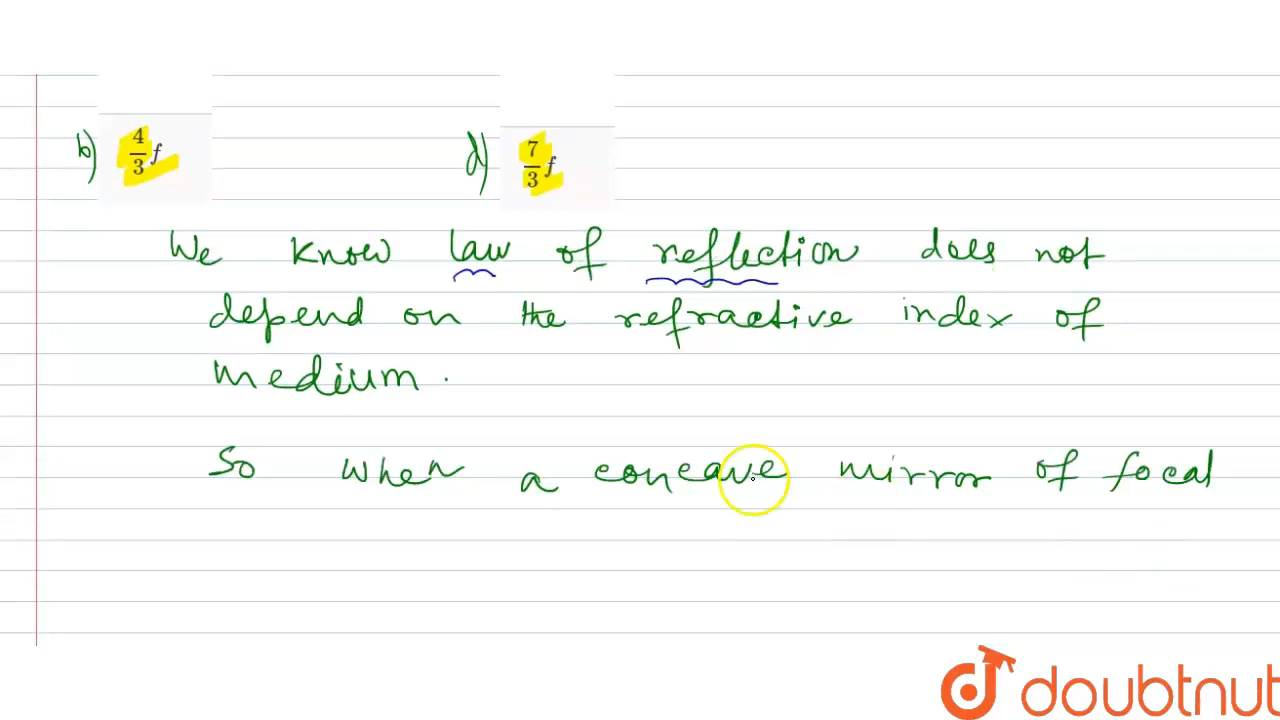 b) 4/3 f d) 7/3 f
We know law of reflection does not
depend on the refractive index of
medium.
So when a concave mirror of focal
doubtnut